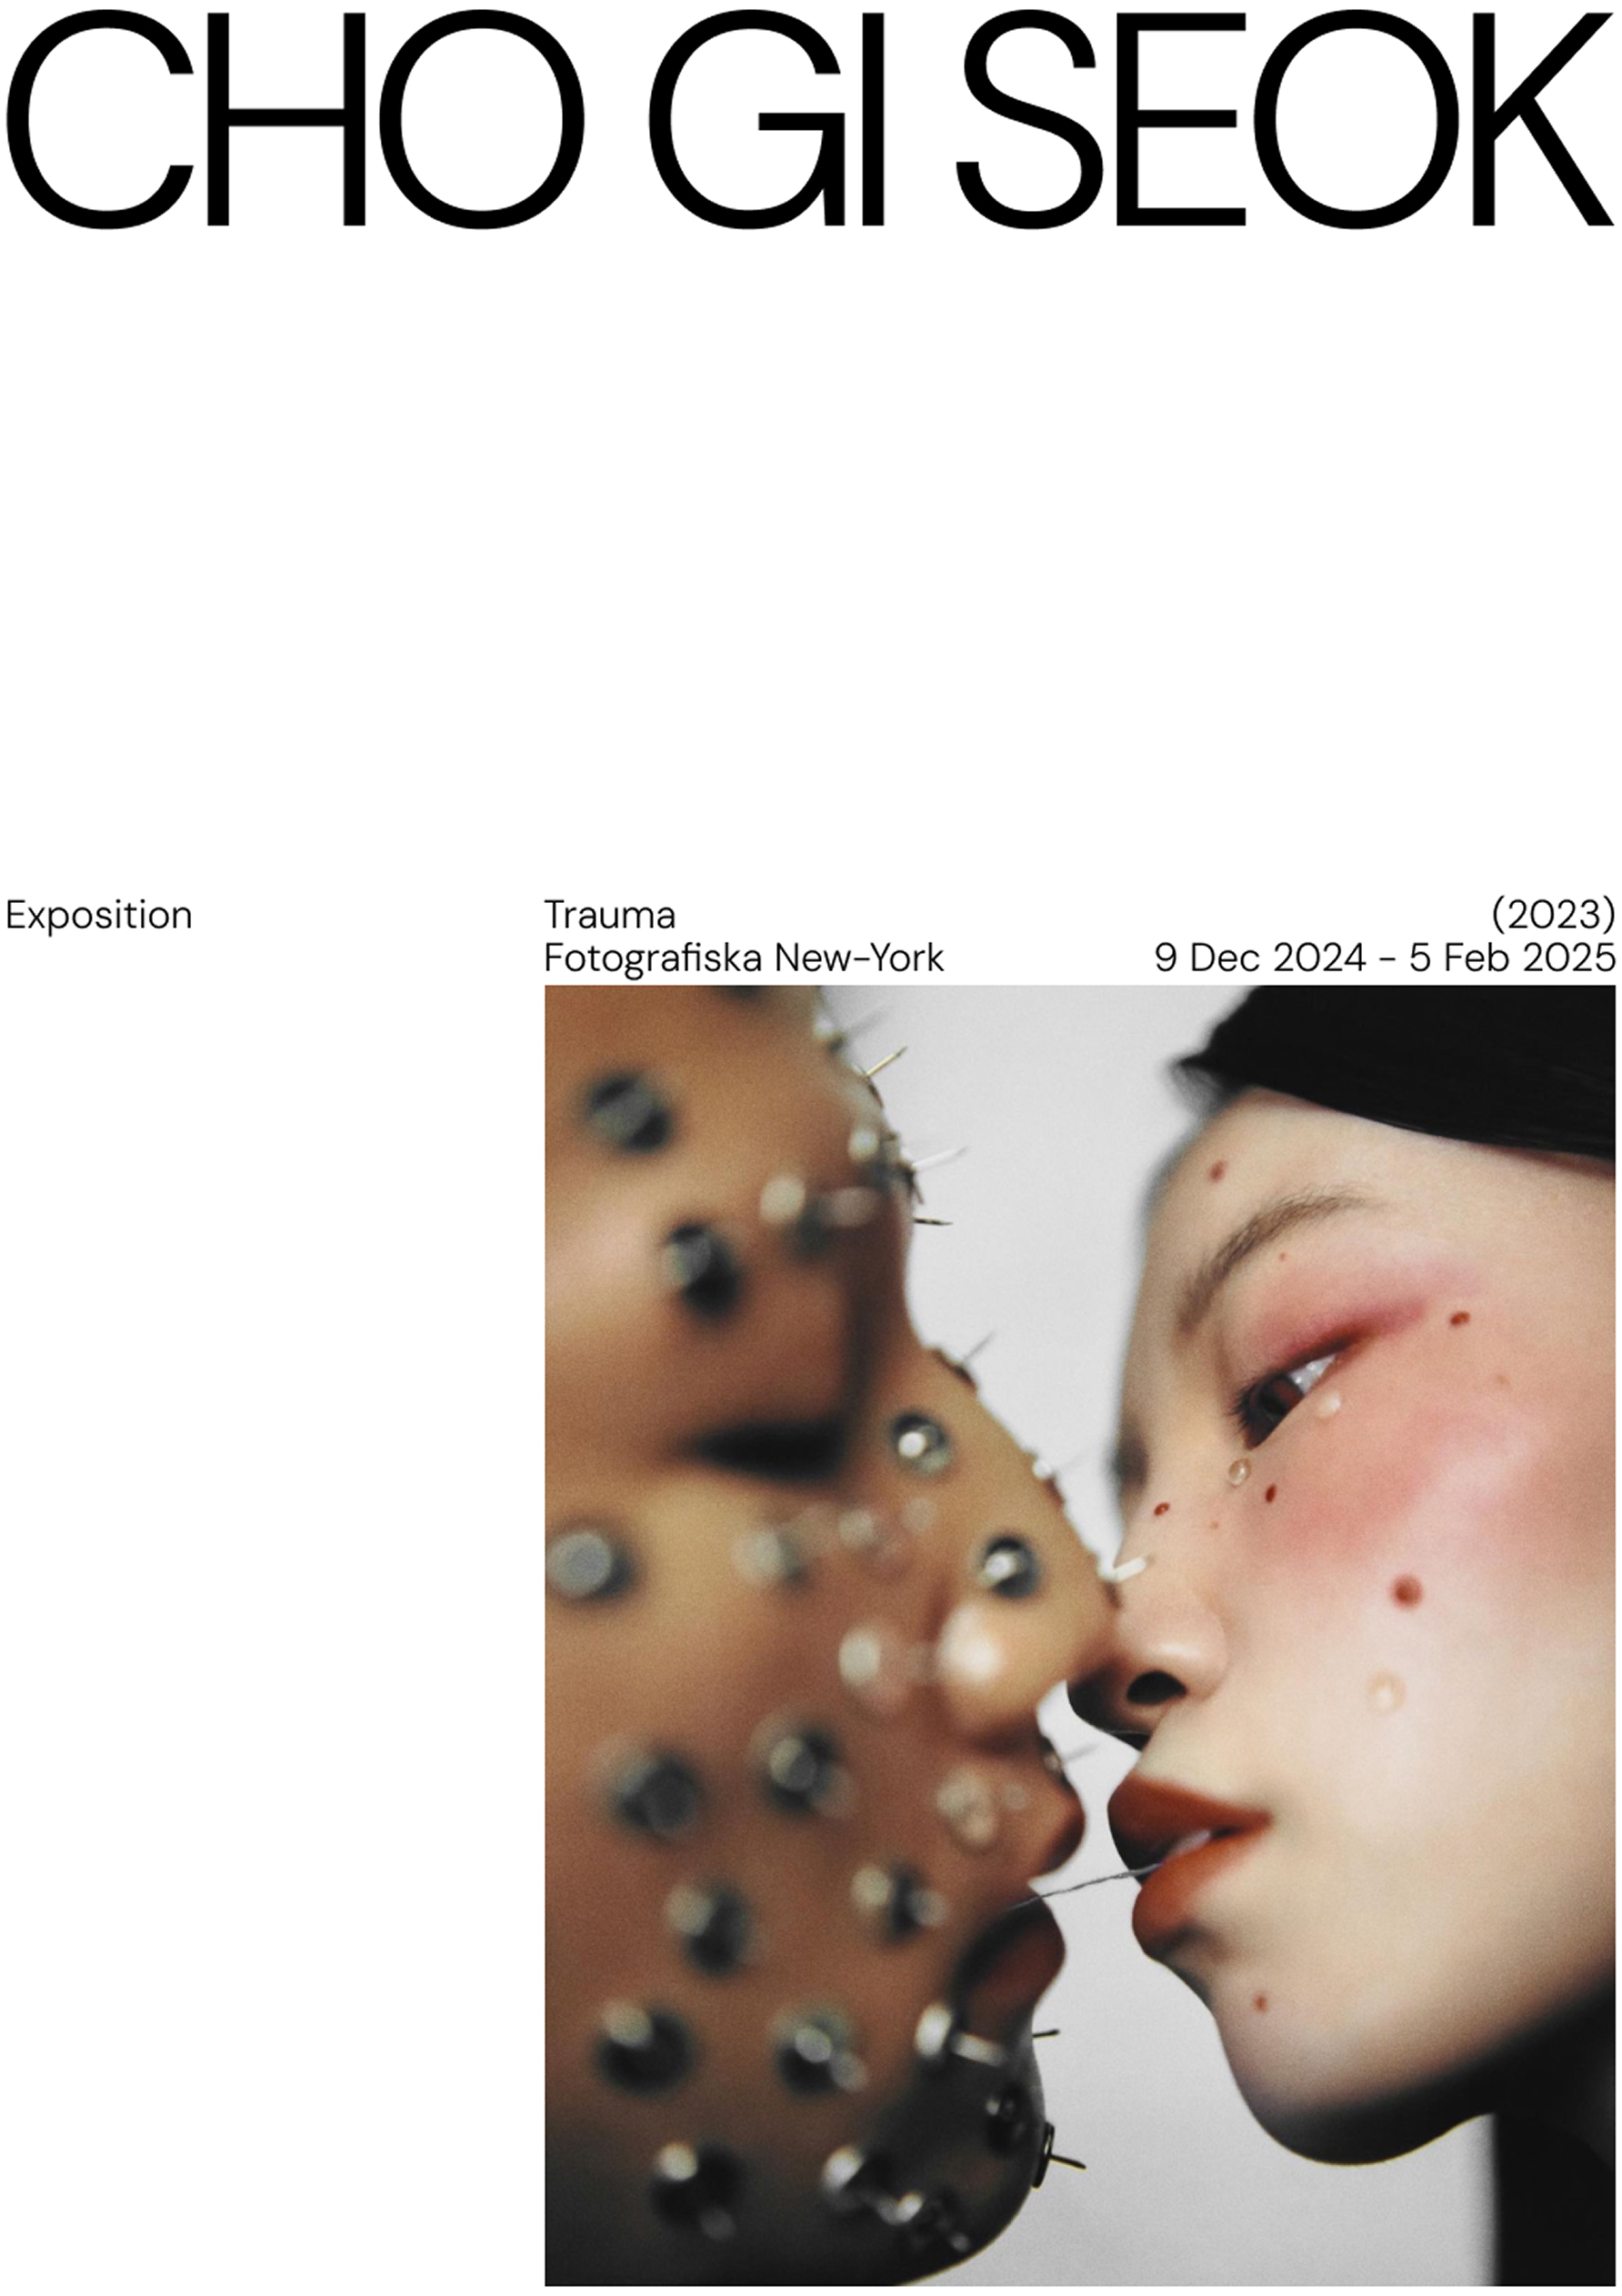 CHO GI SEOK
Exposition
Trauma
(2023)
Fotografiska New-York
9 Dec 2024 - 5 Feb 2025